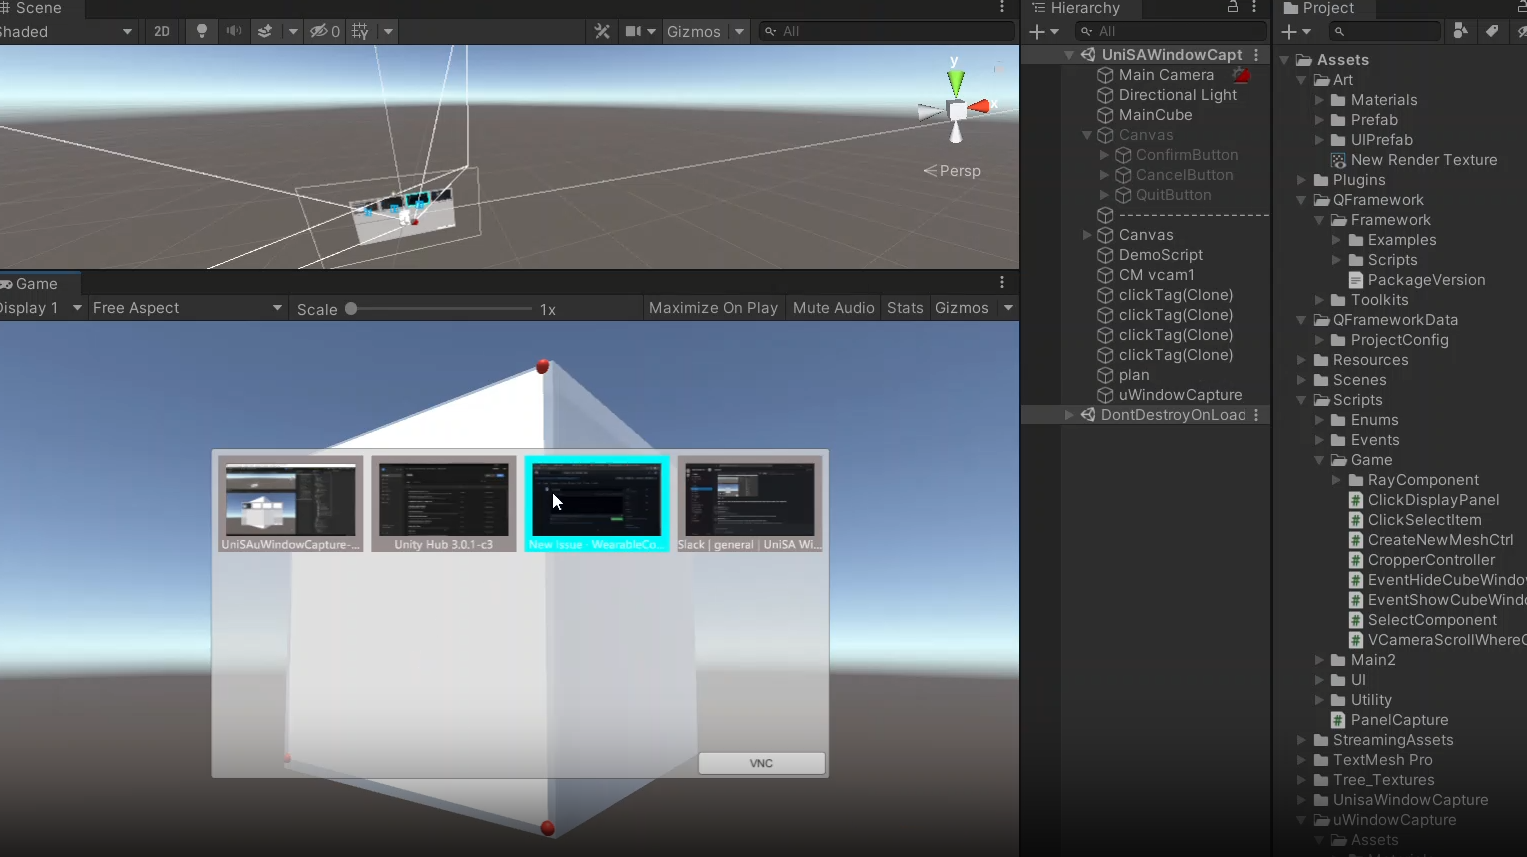 Scene
Shaded
2D
0
Gizmos
All
y
x
Persp
Game
Display 1
Free Aspect
Scale
1x
Maximize On Play
Mute Audio
Stats
Gizmos
UniSAuWindowCapture-...
Unity Hub 3.0.1-c3
New Issue - WearableCo...
Slack | general | UniSA Wi...
VNC
Hierarchy
All
UniSAWindowCapt
Main Camera
Directional Light
MainCube
Canvas
ConfirmButton
CancelButton
QuitButton
------------------
Canvas
DemoScript
CM vcam1
clickTag(Clone)
clickTag(Clone)
clickTag(Clone)
clickTag(Clone)
plan
uWindowCapture
DontDestroyOnLoad
Project
Assets
Art
Materials
Prefab
UIPrefab
New Render Texture
Plugins
QFramework
Framework
Examples
Scripts
PackageVersion
Toolkits
QFrameworkData
ProjectConfig
Resources
Scenes
Scripts
Enums
Events
Game
RayComponent
ClickDisplayPanel
ClickSelectItem
CreateNewMeshCtrl
CropperController
EventHideCubeWindo
EventShowCubeWindo
SelectComponent
VCameraScrollWhere
Main2
UI
Utility
PanelCapture
StreamingAssets
TextMesh Pro
Tree_Textures
UnisaWindowCapture
uWindowCapture
Assets